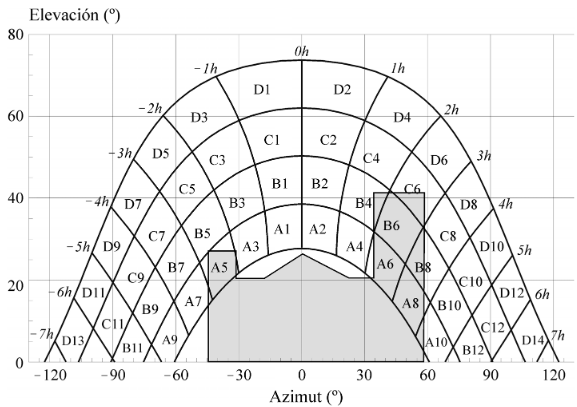 Elevación (º)
80
0h
−1h 1h
D1 D2
−2h D3 D4 2h
60
−3h D5 C1 C2 D6 3h
C3 C4
B1 B2
C5 C6
−4h D7 B3 B4 D8 4h
40
A1 A2
C7 B5 B6 C8
−5h D9 A3 A4 D10 5h
B7 A5 A6 B8
C9 C10
20
−6h D11 A7 A8 D12 6h
B9 B10
C11 C12
−7h D13 B11 A9 A10 B12 D14 7h
0
−120 −90 −60 −30 0 30 60 90 120
Azimut (º)